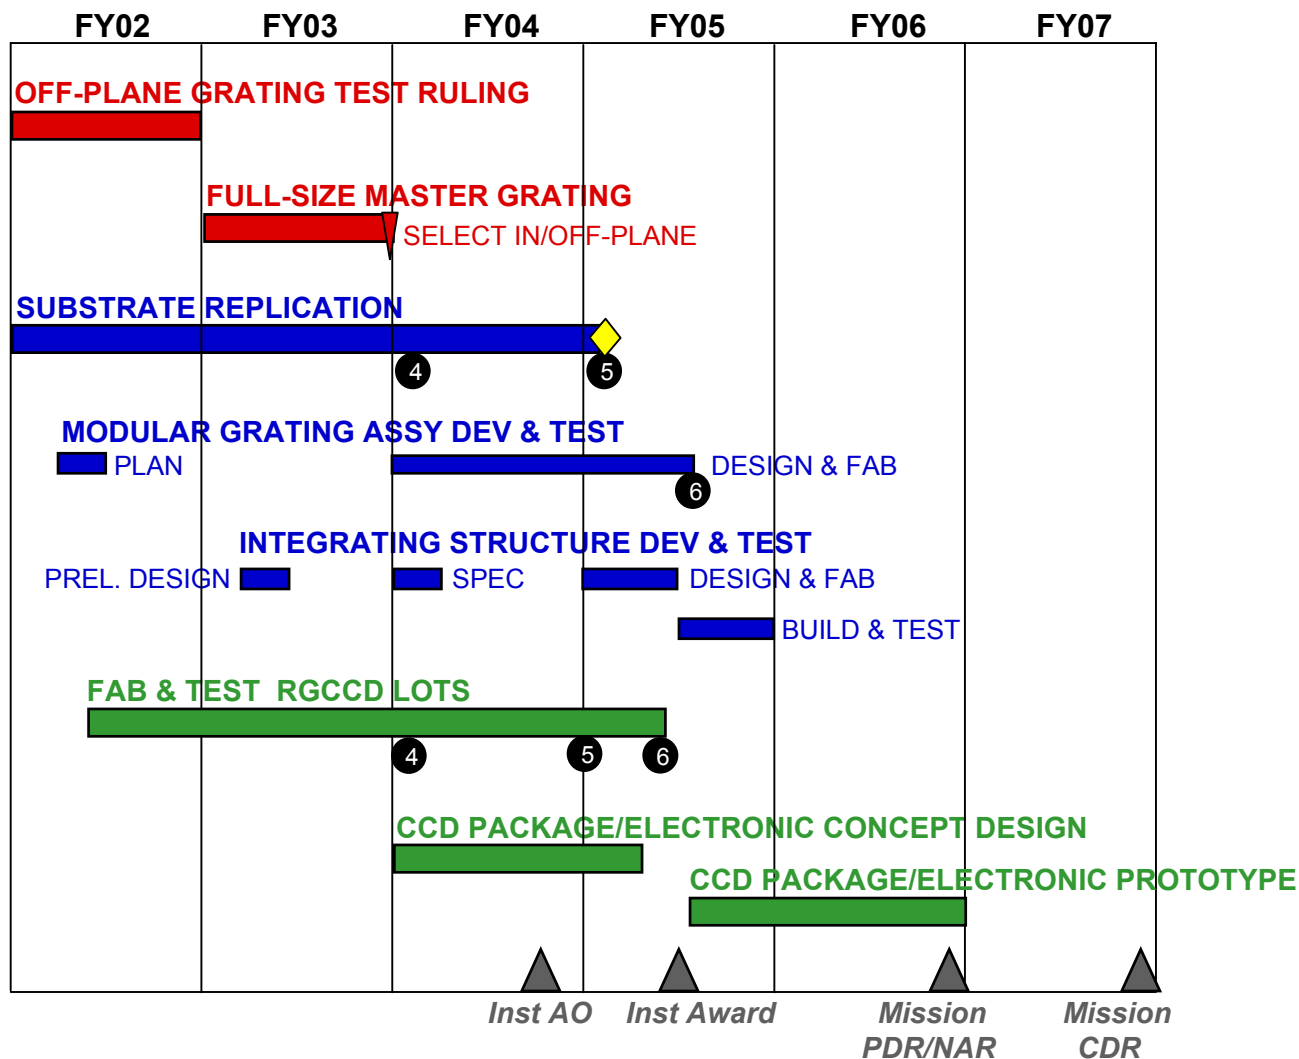 FY02 FY03 FY04 FY05 FY06 FY07
OFF-PLANE GRATING TEST RULING
FULL-SIZE MASTER GRATING
SELECT IN/OFF-PLANE
SUBSTRATE REPLICATION
4 5
MODULAR GRATING ASSY DEV & TEST
PLAN DESIGN & FAB
6
INTEGRATING STRUCTURE DEV & TEST
PREL. DESIGN SPEC DESIGN & FAB
BUILD & TEST
FAB & TEST RGCCD LOTS
4 5 6
CCD PACKAGE/ELECTRONIC CONCEPT DESIGN
CCD PACKAGE/ELECTRONIC PROTOTYPE
Inst AO Inst Award Mission Mission
PDR/NAR CDR